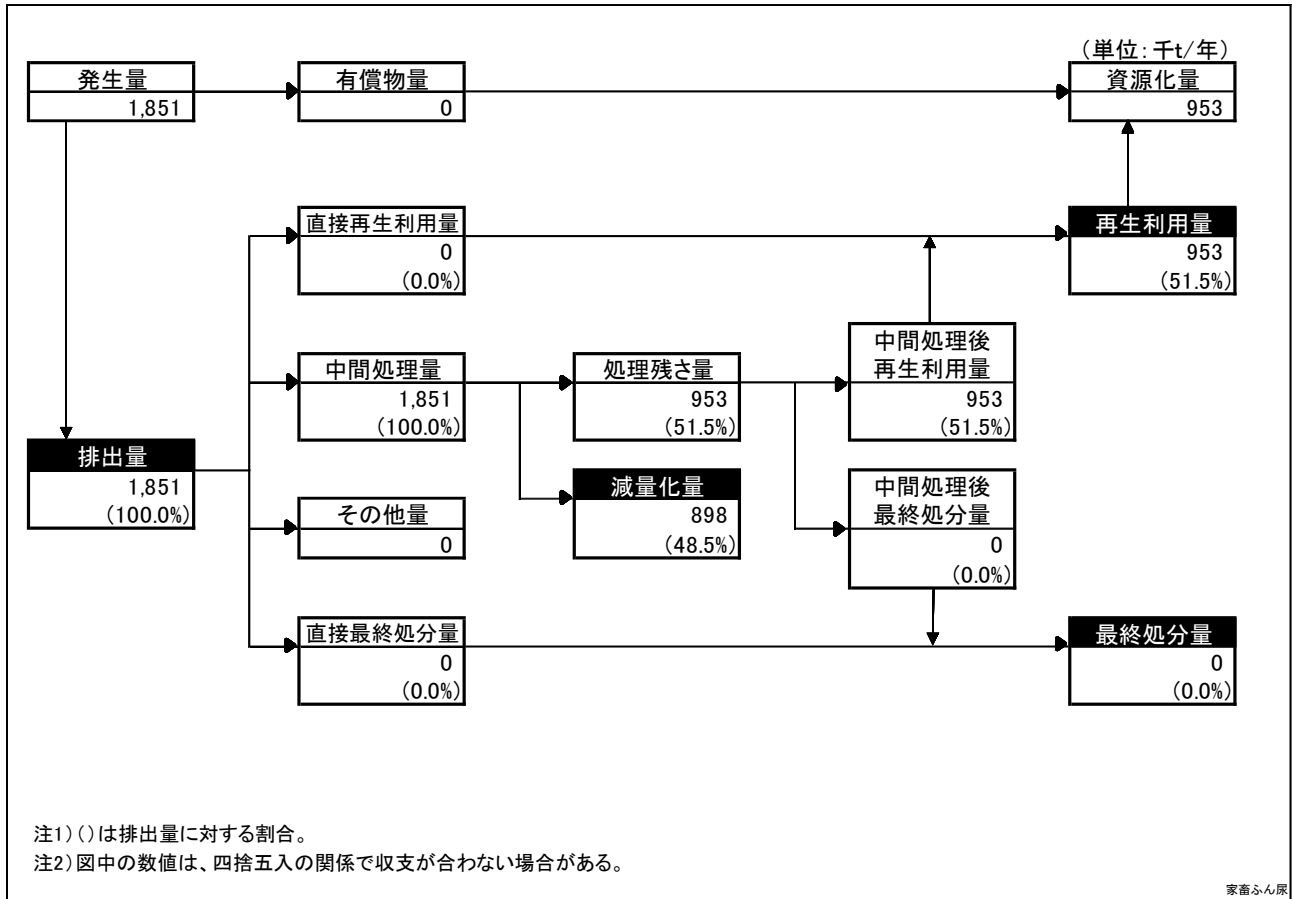 (単位：千t/年)
発生量
1,851
有償物量
0
資源化量
953
直接再生利用量
0
(0.0%)
再生利用量
953
(51.5%)
中間処理量
1,851
(100.0%)
処理残さ量
953
(51.5%)
中間処理後
再生利用量
953
(51.5%)
排出量
1,851
(100.0%)
減量化量
898
(48.5%)
中間処理後
最終処分量
0
(0.0%)
その他量
0
直接最終処分量
0
(0.0%)
最終処分量
0
(0.0%)
注1)()は排出量に対する割合。
注2)図中の数値は、四捨五入の関係で収支が合わない場合がある。
家畜ふん尿